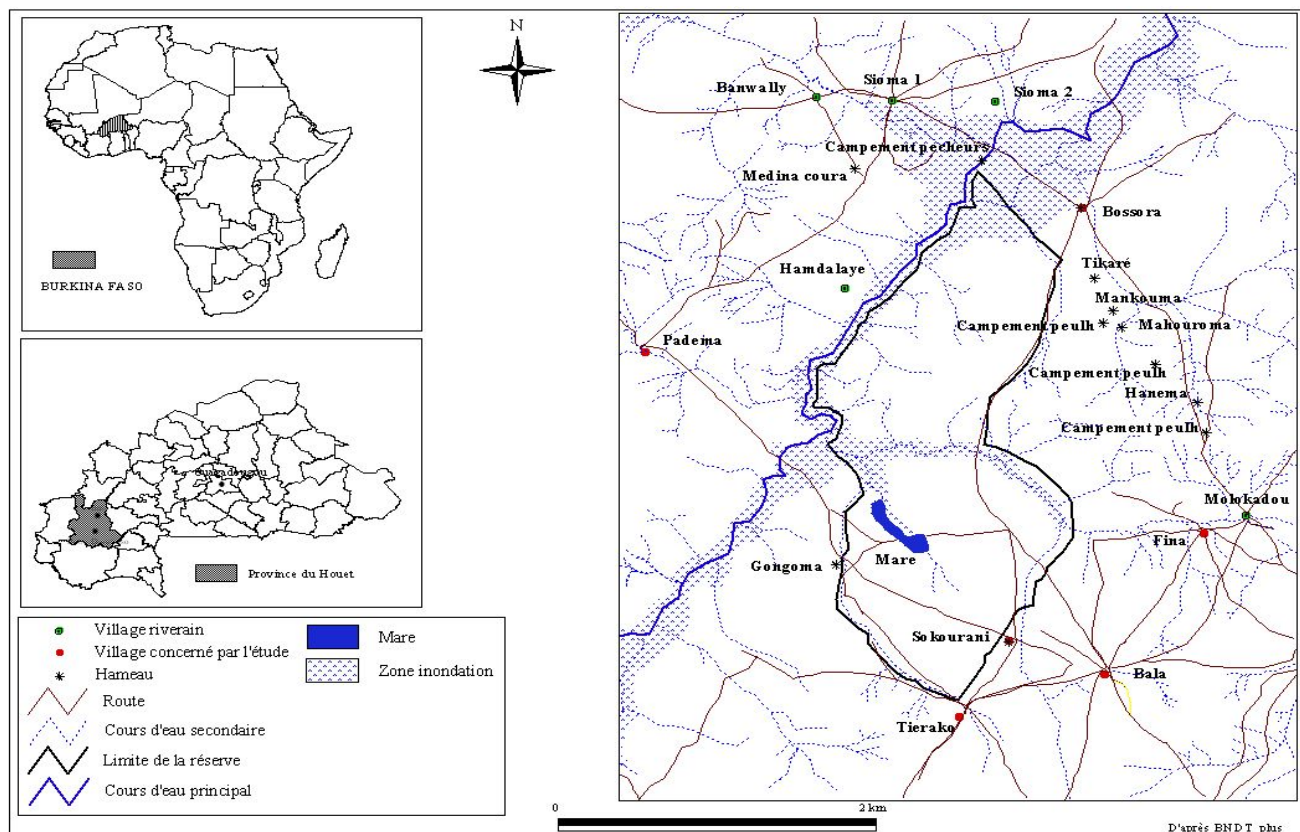 BURKINA FASO
N
Ouagadougou
Province du Houet
Village riverain
Village concerné par l'étude
Hameau
Route
Cours d'eau secondaire
Limite de la réserve
Cours d'eau principal
Mare
Zone inondation
Banwally
Sioma 1
Sioma 2
Campement pecheurs
Medina coura
Bossora
Hamdalaye
Tikaré
Mankouma
Campement peulh
Mahouroma
Padema
Campement peulh
Hanema
Campement peulh
Molokadou
Fina
Gongoma
Mare
Sokourani
Bala
Tierako
0
2 km
D'après BNDT plus